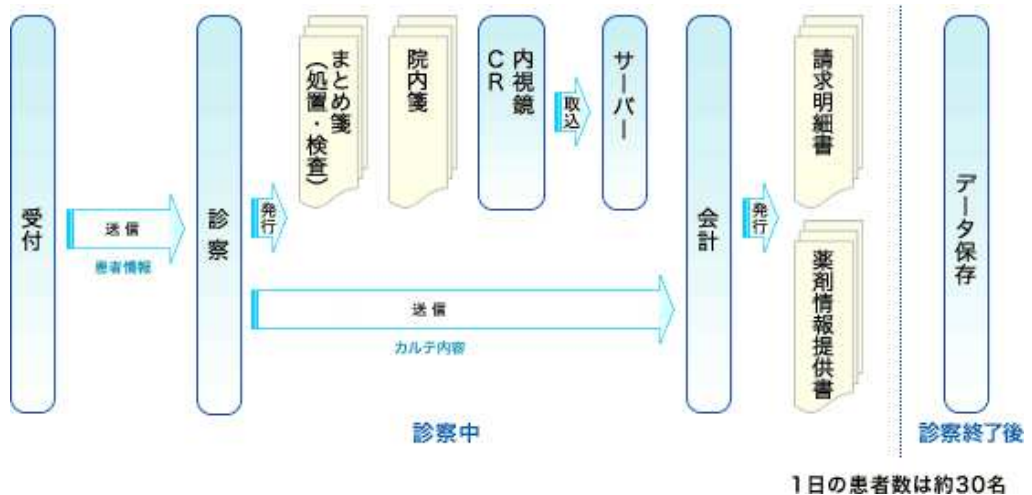 受付
送信
患者情報
診察
発行
まとめ箋
（処置・検査）
院内箋
内視鏡
CR
取込
サーバー
送信
カルテ内容
会計
発行
請求明細書
薬剤情報提供書
データ保存
診察中
診察終了後
1日の患者数は約30名